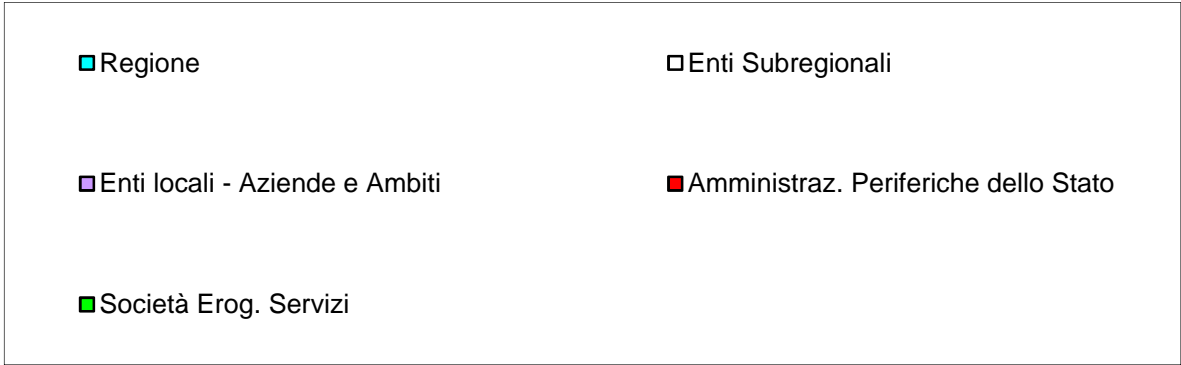 Regione
Enti Subregionali
Enti locali - Aziende e Ambiti
Amministraz. Periferiche dello Stato
Società Erog. Servizi